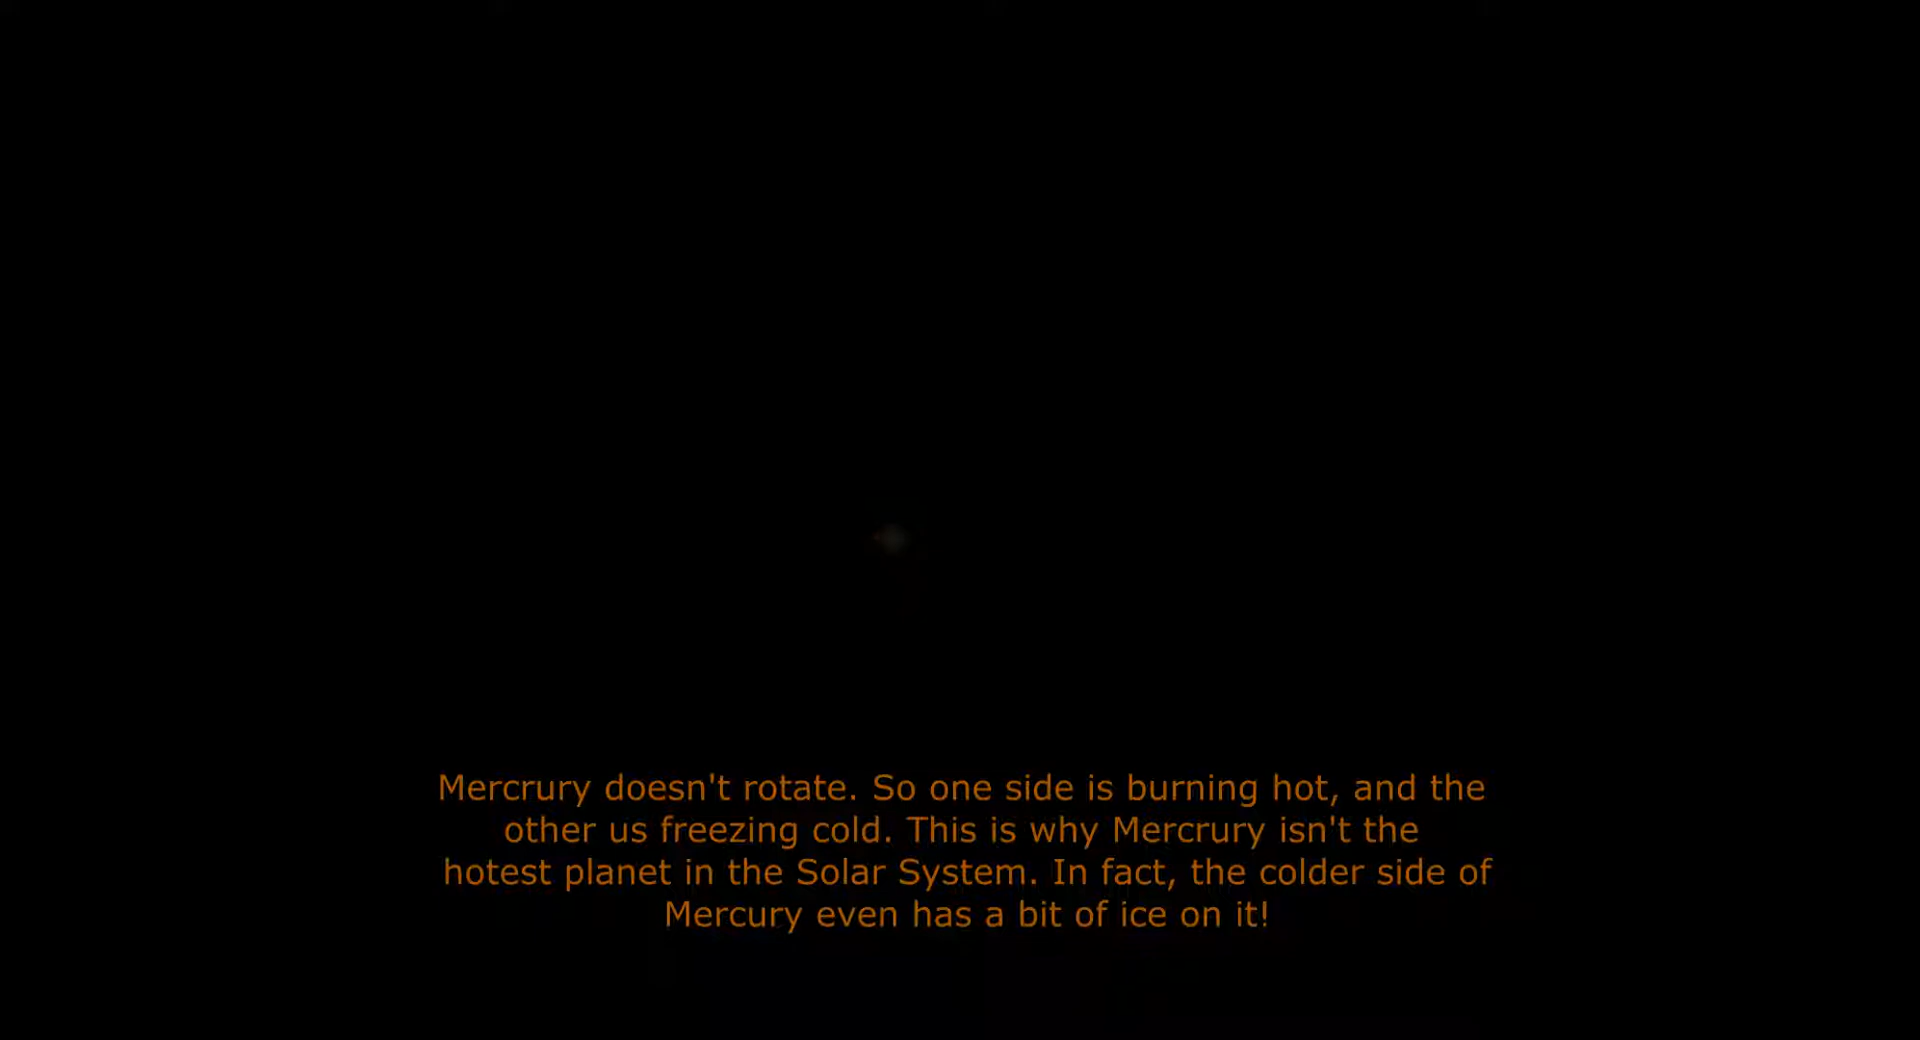 Mercrury doesn't rotate. So one side is burning hot, and the
other us freezing cold. This is why Mercrury isn't the
hotest planet in the Solar System. In fact, the colder side of
Mercury even has a bit of ice on it!